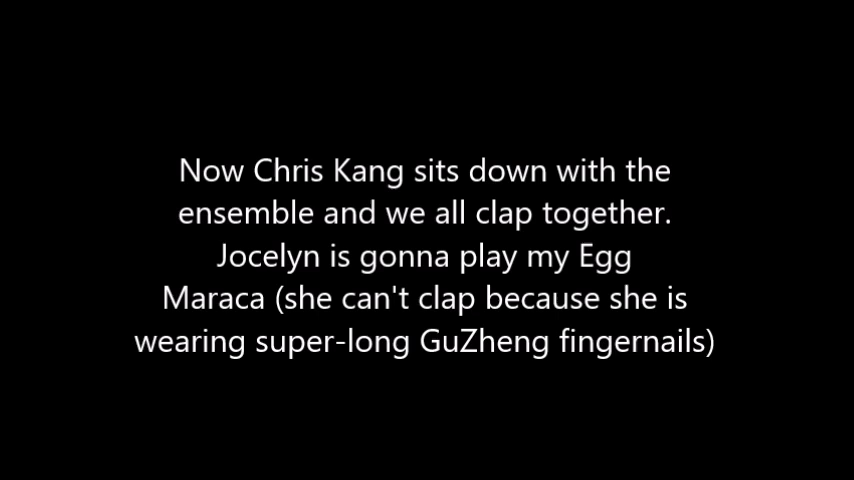 Now Chris Kang sits down with the
ensemble and we all clap together.
Jocelyn is gonna play my Egg
Maraca (she can't clap because she is
wearing super-long GuZheng fingernails)